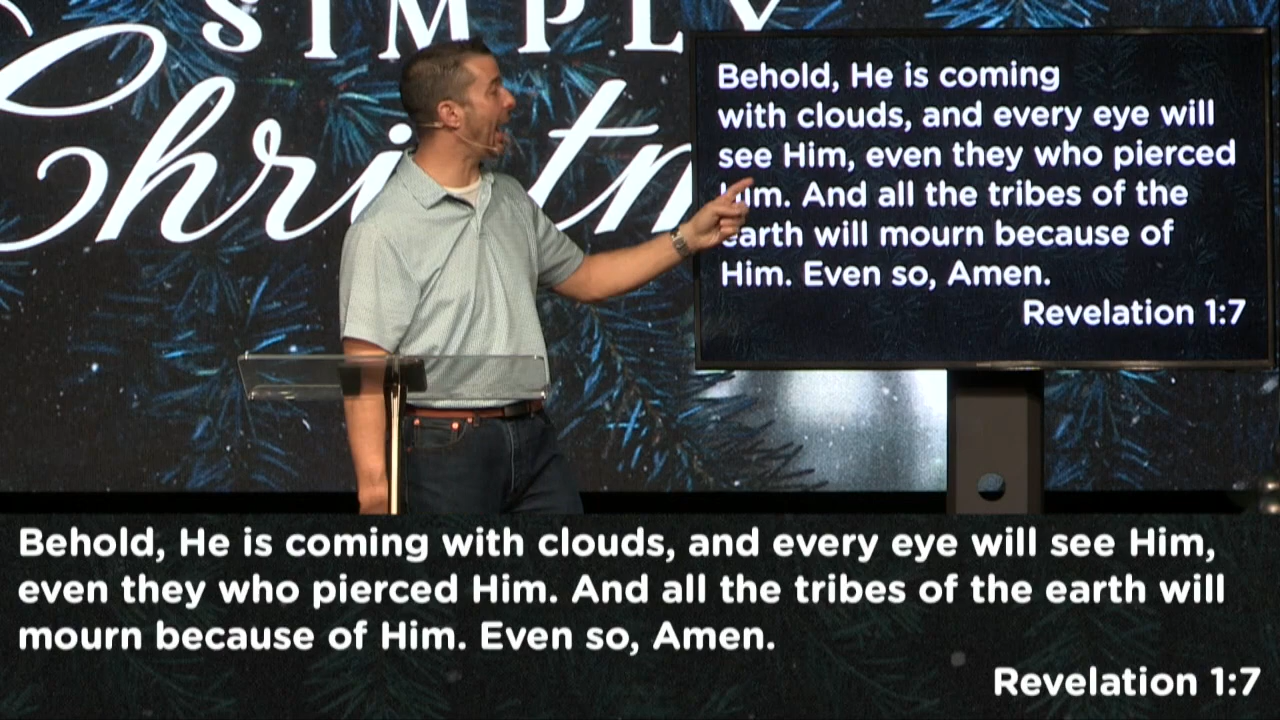 SIMPLY
Behold, He is coming
with clouds, and every eye will
see Him, even they who pierced
Him. And all the tribes of the
earth will mourn because of
Him. Even so, Amen.
Revelation 1:7
Behold, He is coming with clouds, and every eye will see Him,
even they who pierced Him. And all the tribes of the earth will
mourn because of Him. Even so, Amen.
Revelation 1:7